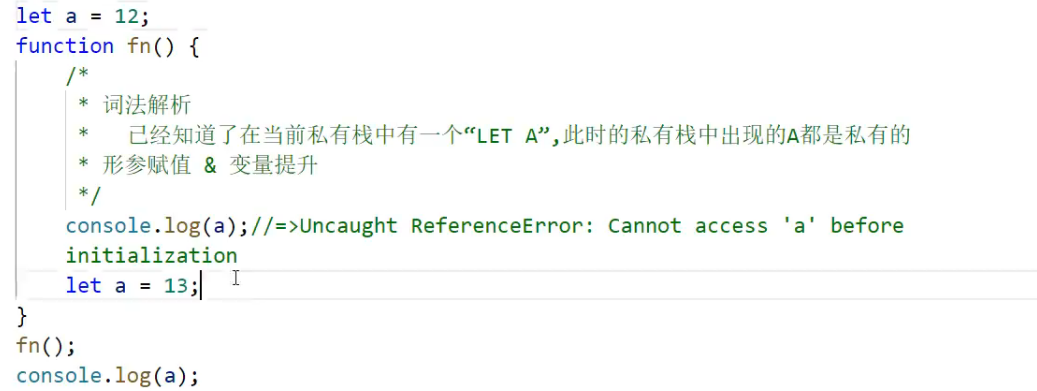 let a = 12;
function fn() {
/*
* 词法解析
* 已经知道了在当前私有栈中有一个“LET A”,此时的私有栈中出现的A都是私有的
* 形参赋值 & 变量提升
*/
console.log(a);//=>Uncaught ReferenceError: Cannot access 'a' before
initialization
let a = 13;
}
fn();
console.log(a);